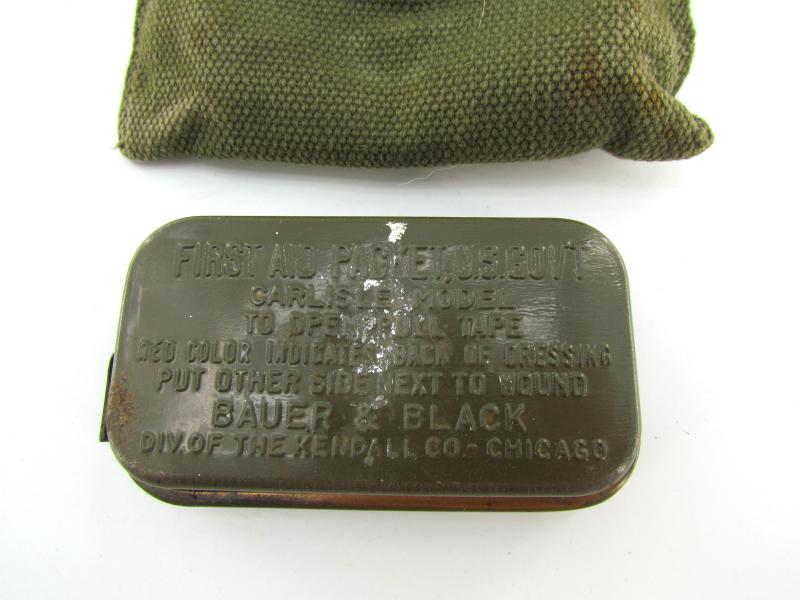 FIRST AID PACKET, U.S. GOV'T
CARLISLE MODEL
TO OPEN-PULL TAPE
RED COLOR INDICATES BACK OF DRESSING
PUT OTHER SIDE NEXT TO WOUND
BAUER & BLACK
DIV. OF THE KENDALL CO.-CHICAGO